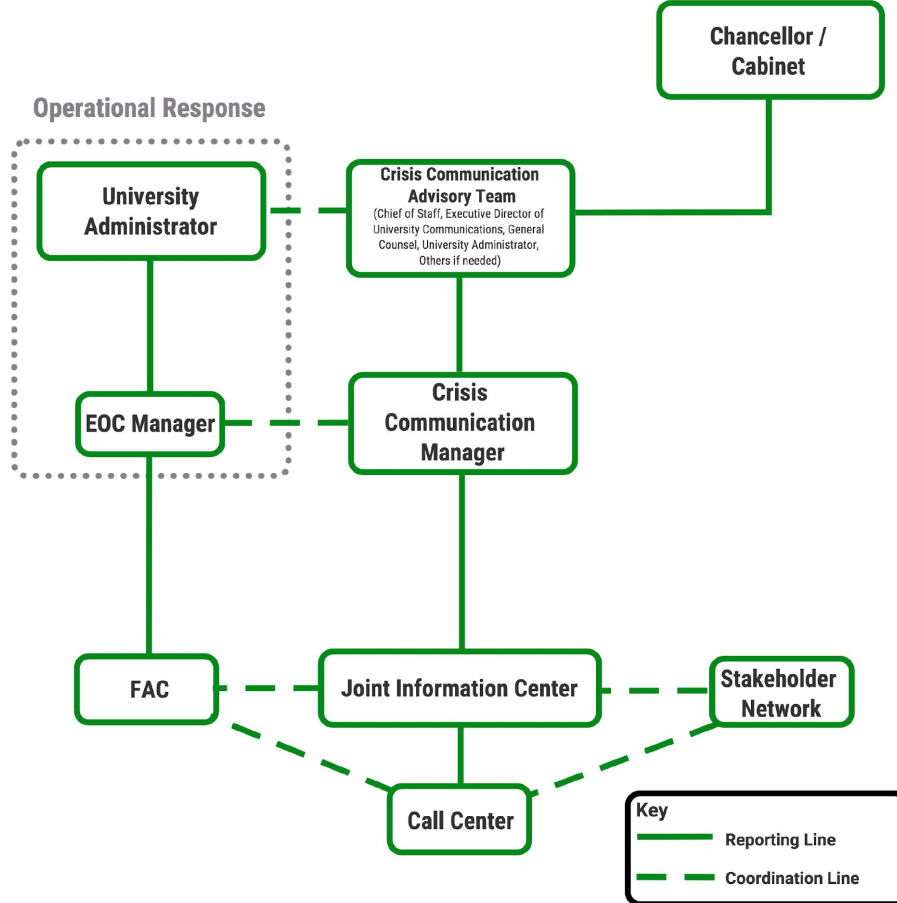 Chancellor /
Cabinet
Operational Response
University
Administrator
Crisis Communication
Advisory Team
(Chief of Staff, Executive Director of
University Communications, General
Counsel, University Administrator,
Others if needed)
EOC Manager
Crisis
Communication
Manager
FAC
Joint Information Center
Stakeholder
Network
Call Center
Key
Reporting Line
Coordination Line